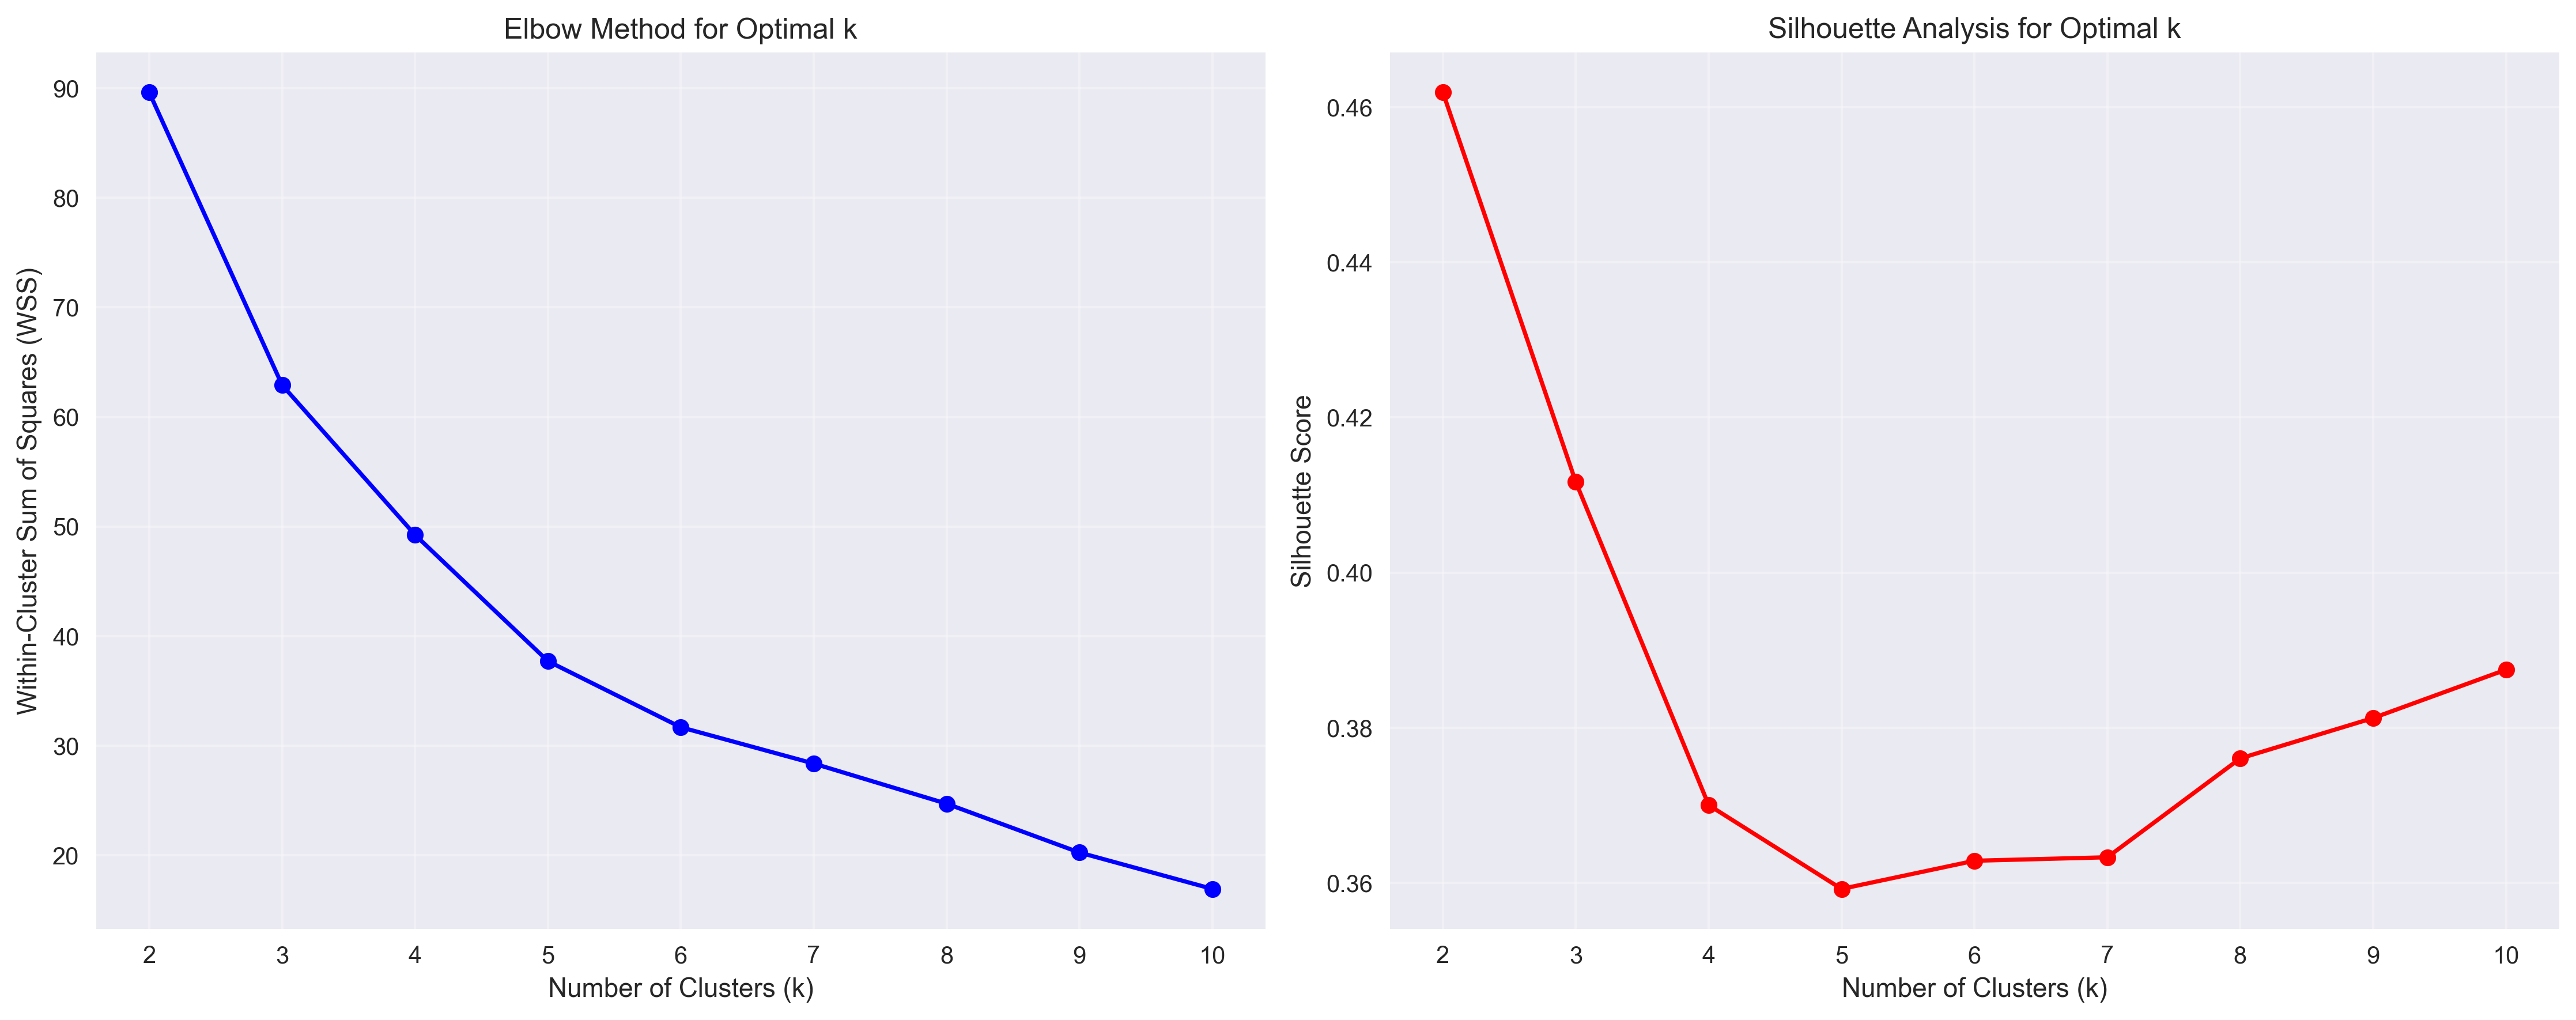 Elbow Method for Optimal k
Within-Cluster Sum of Squares (WSS)
90
80
70
60
50
40
30
20
2 3 4 5 6 7 8 9 10
Number of Clusters (k)
Silhouette Analysis for Optimal k
Silhouette Score
0.46
0.44
0.42
0.40
0.38
0.36
2 3 4 5 6 7 8 9 10
Number of Clusters (k)